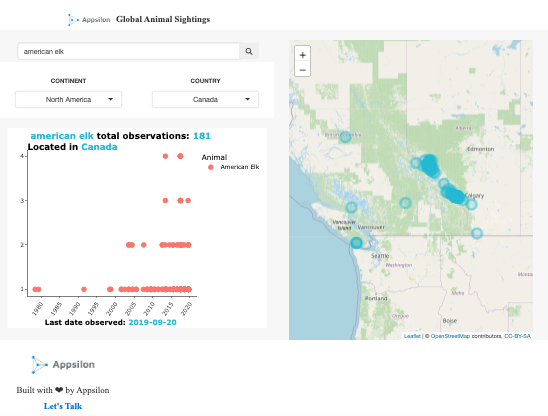 Appsilon Global Animal Sightings
american elk
CONTINENT
COUNTRY
North America
Canada
american elk total observations: 181
Located in Canada
Animal
American Elk
4
3
2
1
1980 1985 1990 1995 2000 2005 2010 2015 2020
Last date observed: 2019-09-20
+
−
British Columbia
Alberta
Edmonton
Calgary
Vancouver
Island
Vancouver
Seattle
Washington
Portland
Montana
Idaho
Boise
Leaflet | © OpenStreetMap contributors, CC-BY-SA
Appsilon
Built with ❤ by Appsilon
Let's Talk